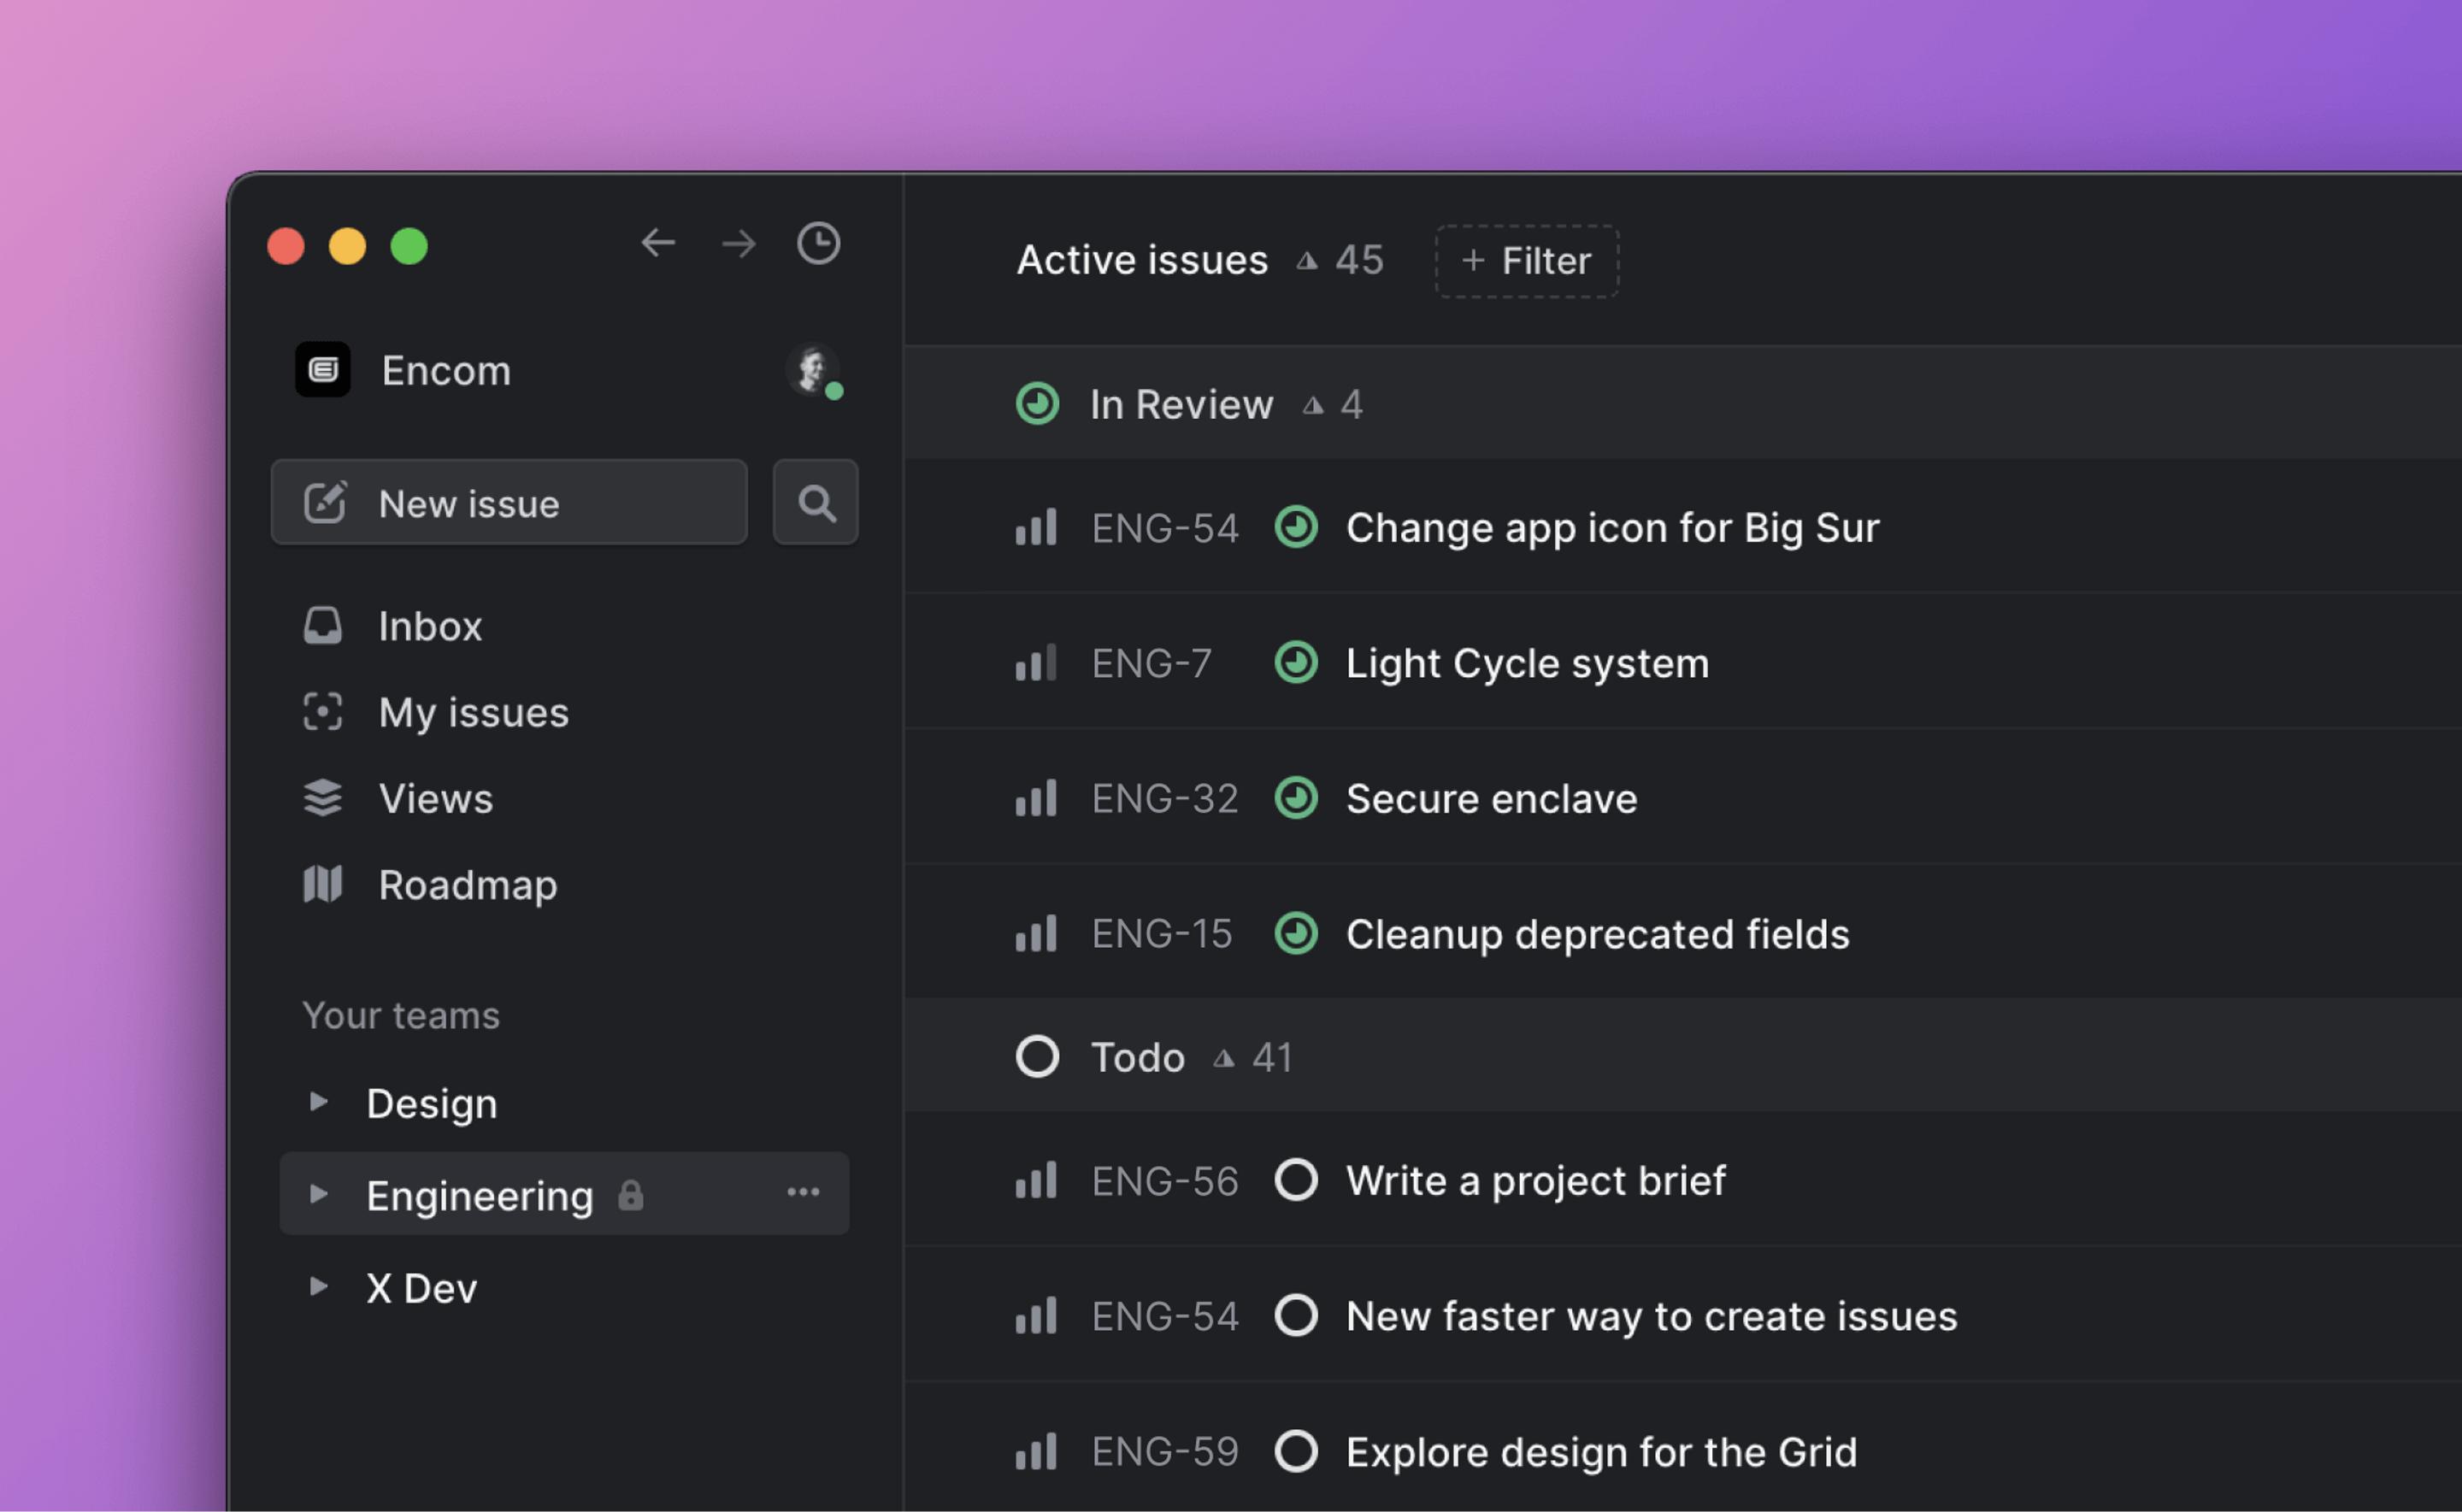 Encom
New issue
Inbox
My issues
Views
Roadmap
Your teams
Design
Engineering
X Dev
Active issues 45 + Filter
In Review 4
ENG-54 Change app icon for Big Sur
ENG-7 Light Cycle system
ENG-32 Secure enclave
ENG-15 Cleanup deprecated fields
Todo 41
ENG-56 Write a project brief
ENG-54 New faster way to create issues
ENG-59 Explore design for the Grid